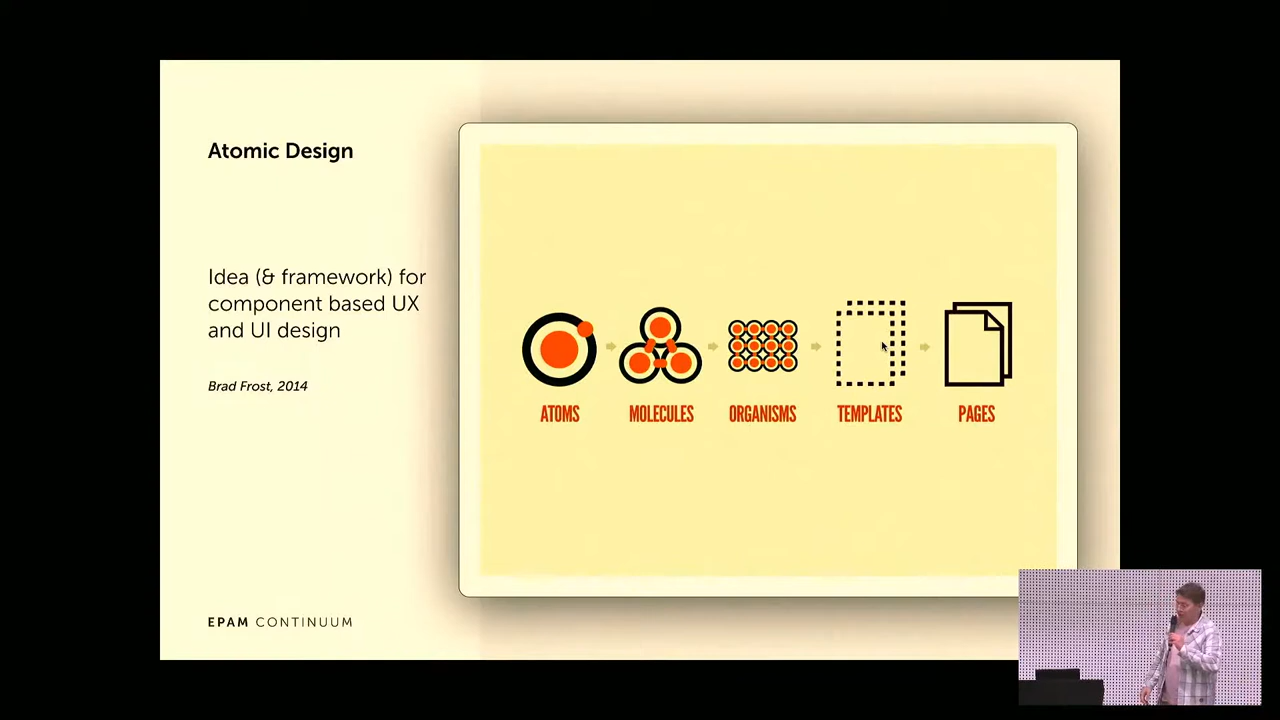 Atomic Design
Idea (& framework) for
component based UX
and UI design
Brad Frost, 2014
ATOMS
MOLECULES
ORGANISMS
TEMPLATES
PAGES
EPAM CONTINUUM